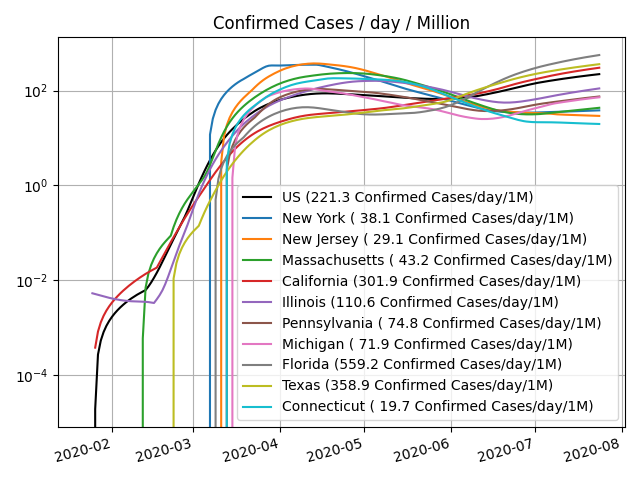 Confirmed Cases / day / Million
10²
10⁰
10⁻²
10⁻⁴
US (221.3 Confirmed Cases/day/1M)
New York ( 38.1 Confirmed Cases/day/1M)
New Jersey ( 29.1 Confirmed Cases/day/1M)
Massachusetts ( 43.2 Confirmed Cases/day/1M)
California (301.9 Confirmed Cases/day/1M)
Illinois (110.6 Confirmed Cases/day/1M)
Pennsylvania ( 74.8 Confirmed Cases/day/1M)
Michigan ( 71.9 Confirmed Cases/day/1M)
Florida (559.2 Confirmed Cases/day/1M)
Texas (358.9 Confirmed Cases/day/1M)
Connecticut ( 19.7 Confirmed Cases/day/1M)
2020-02 2020-03 2020-04 2020-05 2020-06 2020-07 2020-08